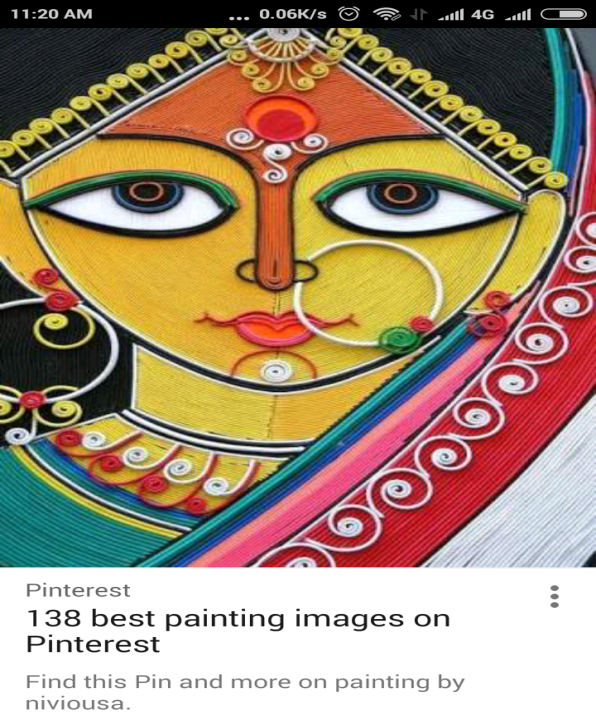 11:20 AM ... 0.06K/s 4G
Pinterest
138 best painting images on
Pinterest
Find this Pin and more on painting by
niviousa.